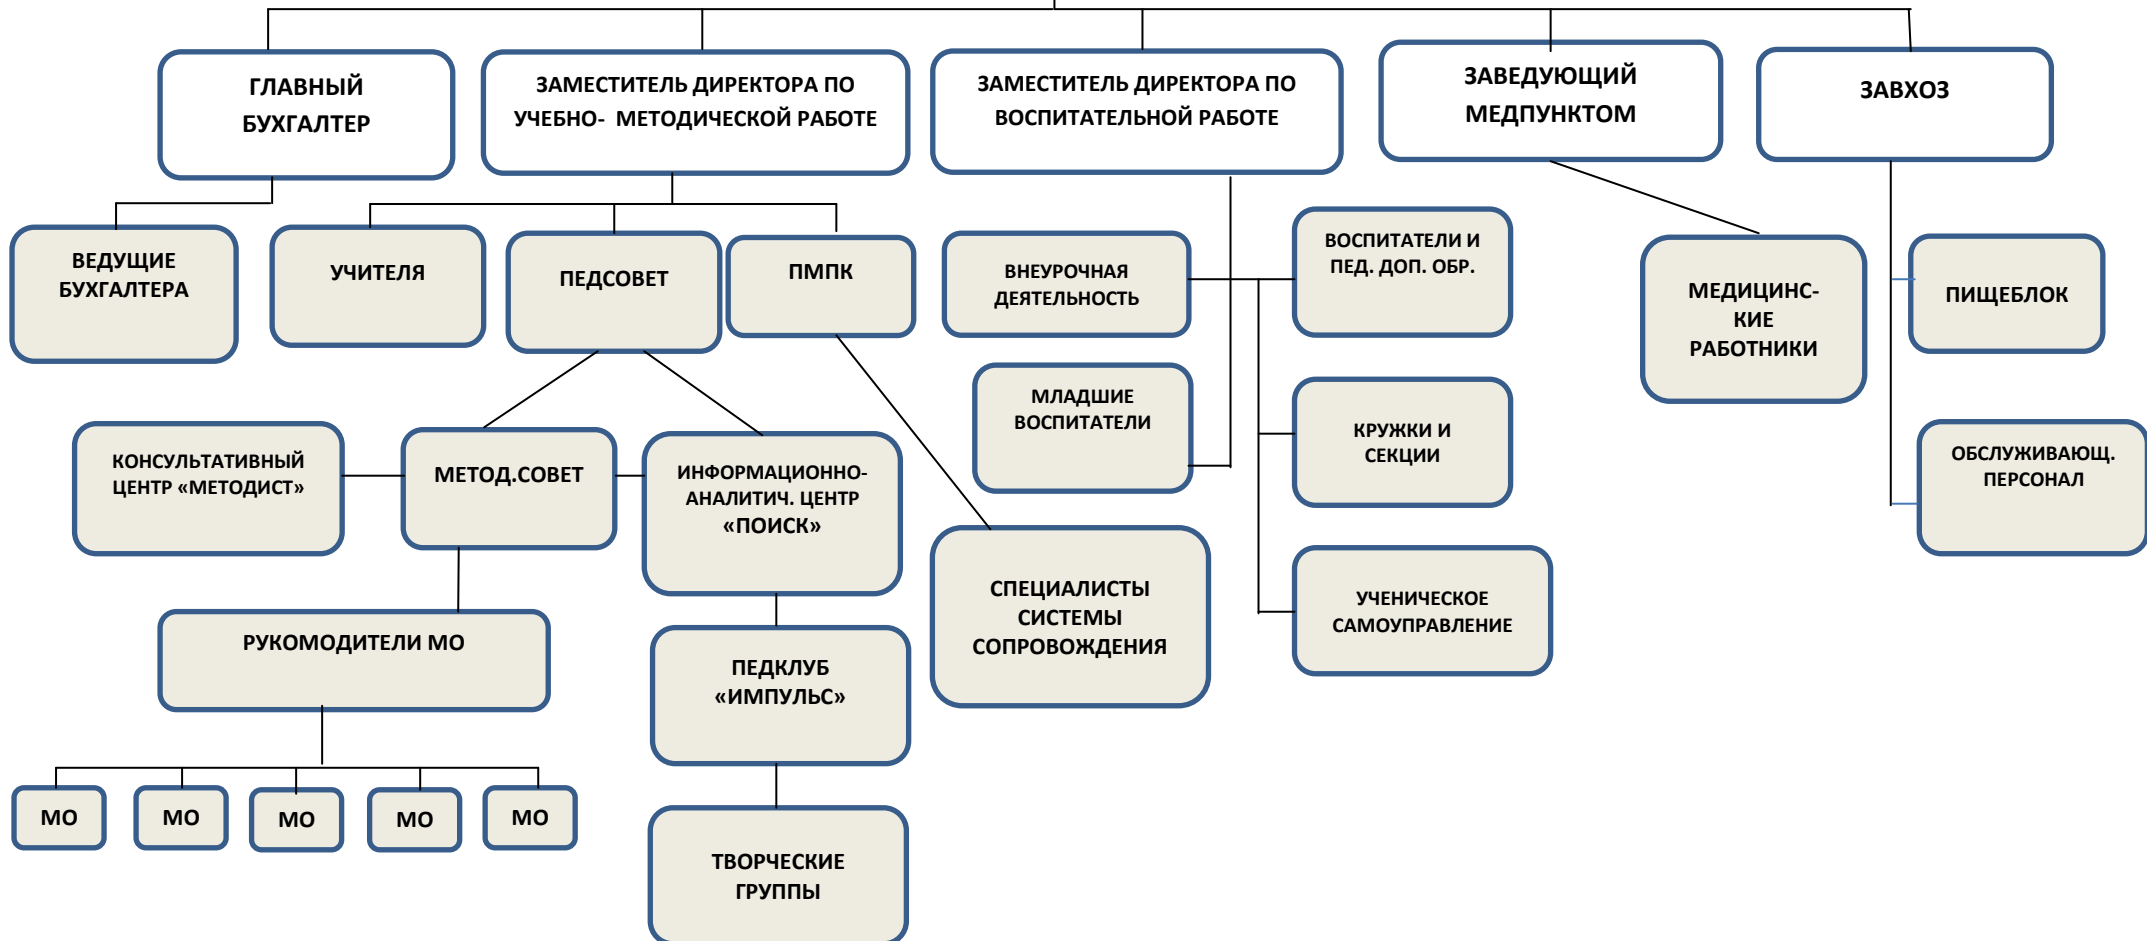 ГЛАВНЫЙ
БУХГАЛТЕР
ЗАМЕСТИТЕЛЬ ДИРЕКТОРА ПО
УЧЕБНО- МЕТОДИЧЕСКОЙ РАБОТЕ
ЗАМЕСТИТЕЛЬ ДИРЕКТОРА ПО
ВОСПИТАТЕЛЬНОЙ РАБОТЕ
ЗАВЕДУЮЩИЙ
МЕДПУНКТОМ
ЗАВХОЗ
ВЕДУЩИЕ
БУХГАЛТЕРА
УЧИТЕЛЯ
ПЕДСОВЕТ
ПМПК
ВНЕУРОЧНАЯ
ДЕЯТЕЛЬНОСТЬ
ВОСПИТАТЕЛИ И
ПЕД. ДОП. ОБР.
МЕДИЦИНС-
КИЕ
РАБОТНИКИ
ПИЩЕБЛОК
МЛАДШИЕ
ВОСПИТАТЕЛИ
КОНСУЛЬТАТИВНЫЙ
ЦЕНТР «МЕТОДИСТ»
МЕТОД.СОВЕТ
ИНФОРМАЦИОННО-
АНАЛИТИЧ. ЦЕНТР
«ПОИСК»
КРУЖКИ И
СЕКЦИИ
ОБСЛУЖИВАЮЩ.
ПЕРСОНАЛ
СПЕЦИАЛИСТЫ
СИСТЕМЫ
СОПРОВОЖДЕНИЯ
УЧЕНИЧЕСКОЕ
САМОУПРАВЛЕНИЕ
РУКОМОДИТЕЛИ МО
ПЕДКЛУБ
«ИМПУЛЬС»
МО
МО
МО
МО
МО
ТВОРЧЕСКИЕ
ГРУППЫ